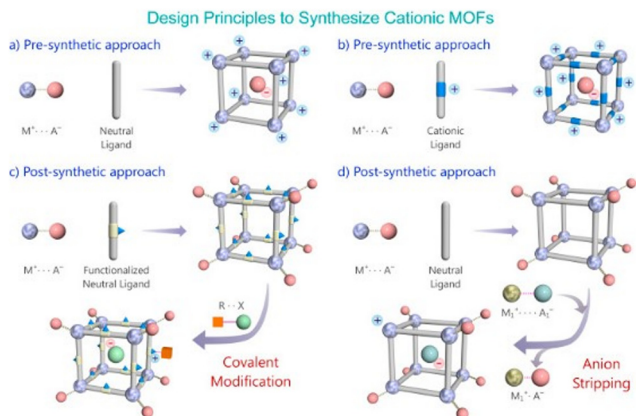 Design Principles to Synthesize Cationic MOFs
a) Pre-synthetic approach
M⁺···A⁻
Neutral
Ligand
b) Pre-synthetic approach
M⁺···A⁻
Cationic
Ligand
c) Post-synthetic approach
M⁺···A⁻
Functionalized
Neutral Ligand
R··X
Covalent
Modification
d) Post-synthetic approach
M⁺···A⁻
Neutral
Ligand
M₁⁺····A₁⁻
M₁⁺·A⁻
Anion
Stripping